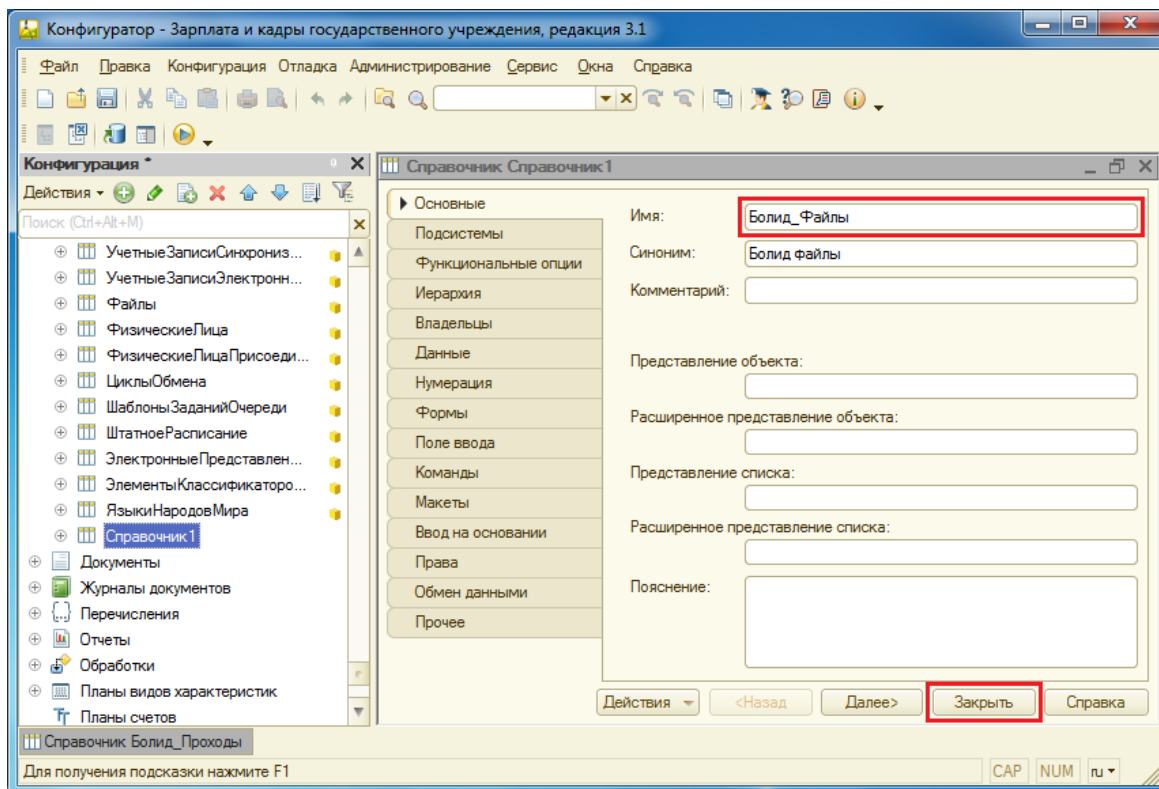 Конфигуратор - Зарплата и кадры государственного учреждения, редакция 3.1
Файл Правка Конфигурация Отладка Администрирование Сервис Окна Справка
Конфигурация *
Действия
Поиск (Ctrl+Alt+M)
УчетныеЗаписиСинхрониз...
УчетныеЗаписиЭлектронн...
Файлы
ФизическиеЛица
ФизическиеЛицаПрисоеди...
ЦиклыОбмена
ШаблоныЗаданийОчереди
ШтатноеРасписание
ЭлектронныеПредставлен...
ЭлементыКлассификаторо...
ЯзыкиНародовМира
Справочник1
Документы
Журналы документов
Перечисления
Отчеты
Обработки
Планы видов характеристик
Планы счетов
Справочник Справочник1
Основные
Подсистемы
Функциональные опции
Иерархия
Владельцы
Данные
Нумерация
Формы
Поле ввода
Команды
Макеты
Ввод на основании
Права
Обмен данными
Прочее
Имя: Болид_Файлы
Синоним: Болид файлы
Комментарий:
Представление объекта:
Расширенное представление объекта:
Представление списка:
Расширенное представление списка:
Пояснение:
Действия <Назад Далее> Закрыть Справка
Справочник Болид_Проходы
Для получения подсказки нажмите F1 CAP NUM ru